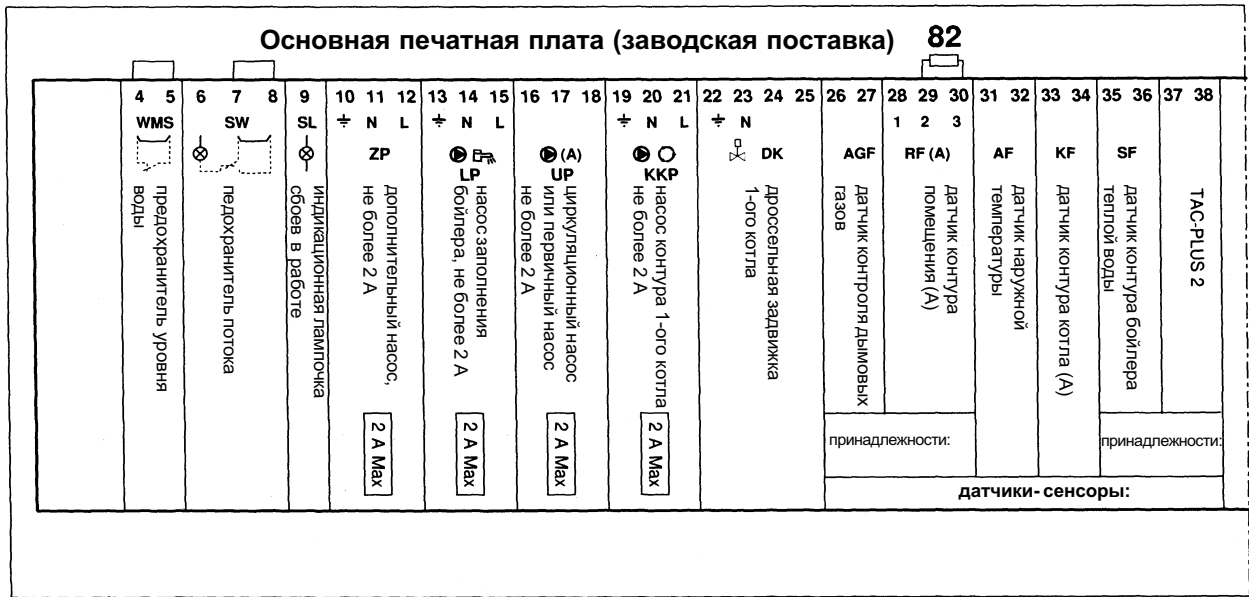 Основная печатная плата (заводская поставка) 82
4 5 6 7 8 9 10 11 12 13 14 15 16 17 18 19 20 21 22 23 24 25 26 27 28 29 30 31 32 33 34 35 36 37 38
N L N L N L N 1 2 3
WMS SW SL ZP LP (A) UP KKP DK AGF RF (A) AF KF SF
предохранитель уровня
воды
педохранитель потока
индикационная лампочка
сбоев в работе
дополнительный насос,
не более 2 А
насос заполнения
бойлера, не более 2 А
циркуляционный насос
или первичный насос
не более 2 А
насос контура 1-ого котла
не более 2 А
дроссельная задвижка
1-ого котла
датчик контроля дымовых
газов
датчик контура
помещения (А)
датчик наружной
температуры
датчик контура котла (А)
датчик контура бойлера
теплой воды
TAC-PLUS 2
2 A Max
2 A Max
2 A Max
2 A Max
принадлежности:
принадлежности:
датчики- сенсоры: